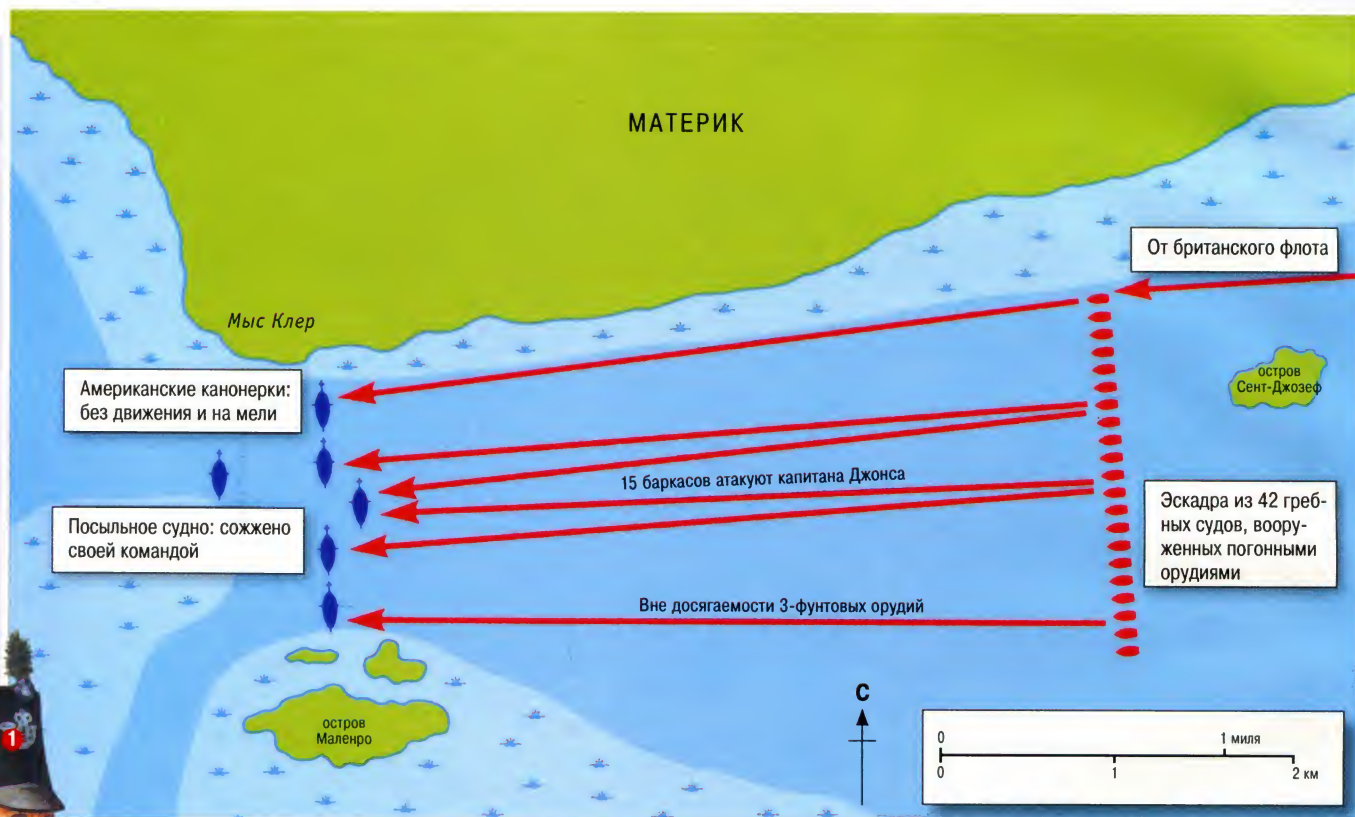 МАТЕРИК
От британского флота
Мыс Клер
остров
Сент-Джозеф
Американские канонерки:
без движения и на мели
15 баркасов атакуют капитана Джонса
Посыльное судно: сожжено
своей командой
Эскадра из 42 греб-
ных судов, воору-
женных погонными
орудиями
Вне досягаемости 3-фунтовых орудий
остров
Маленро
С
0
1 миля
0
1
2 км
1